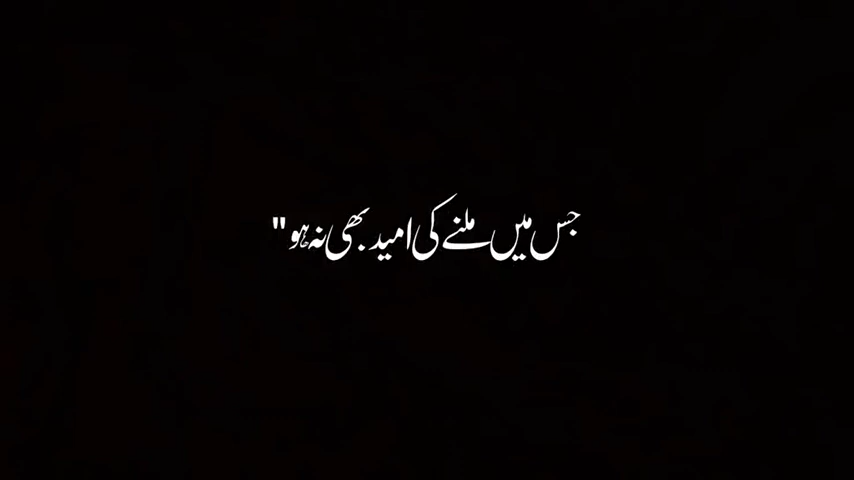 جس میں ملنے کی امید بھی نہ ہو"